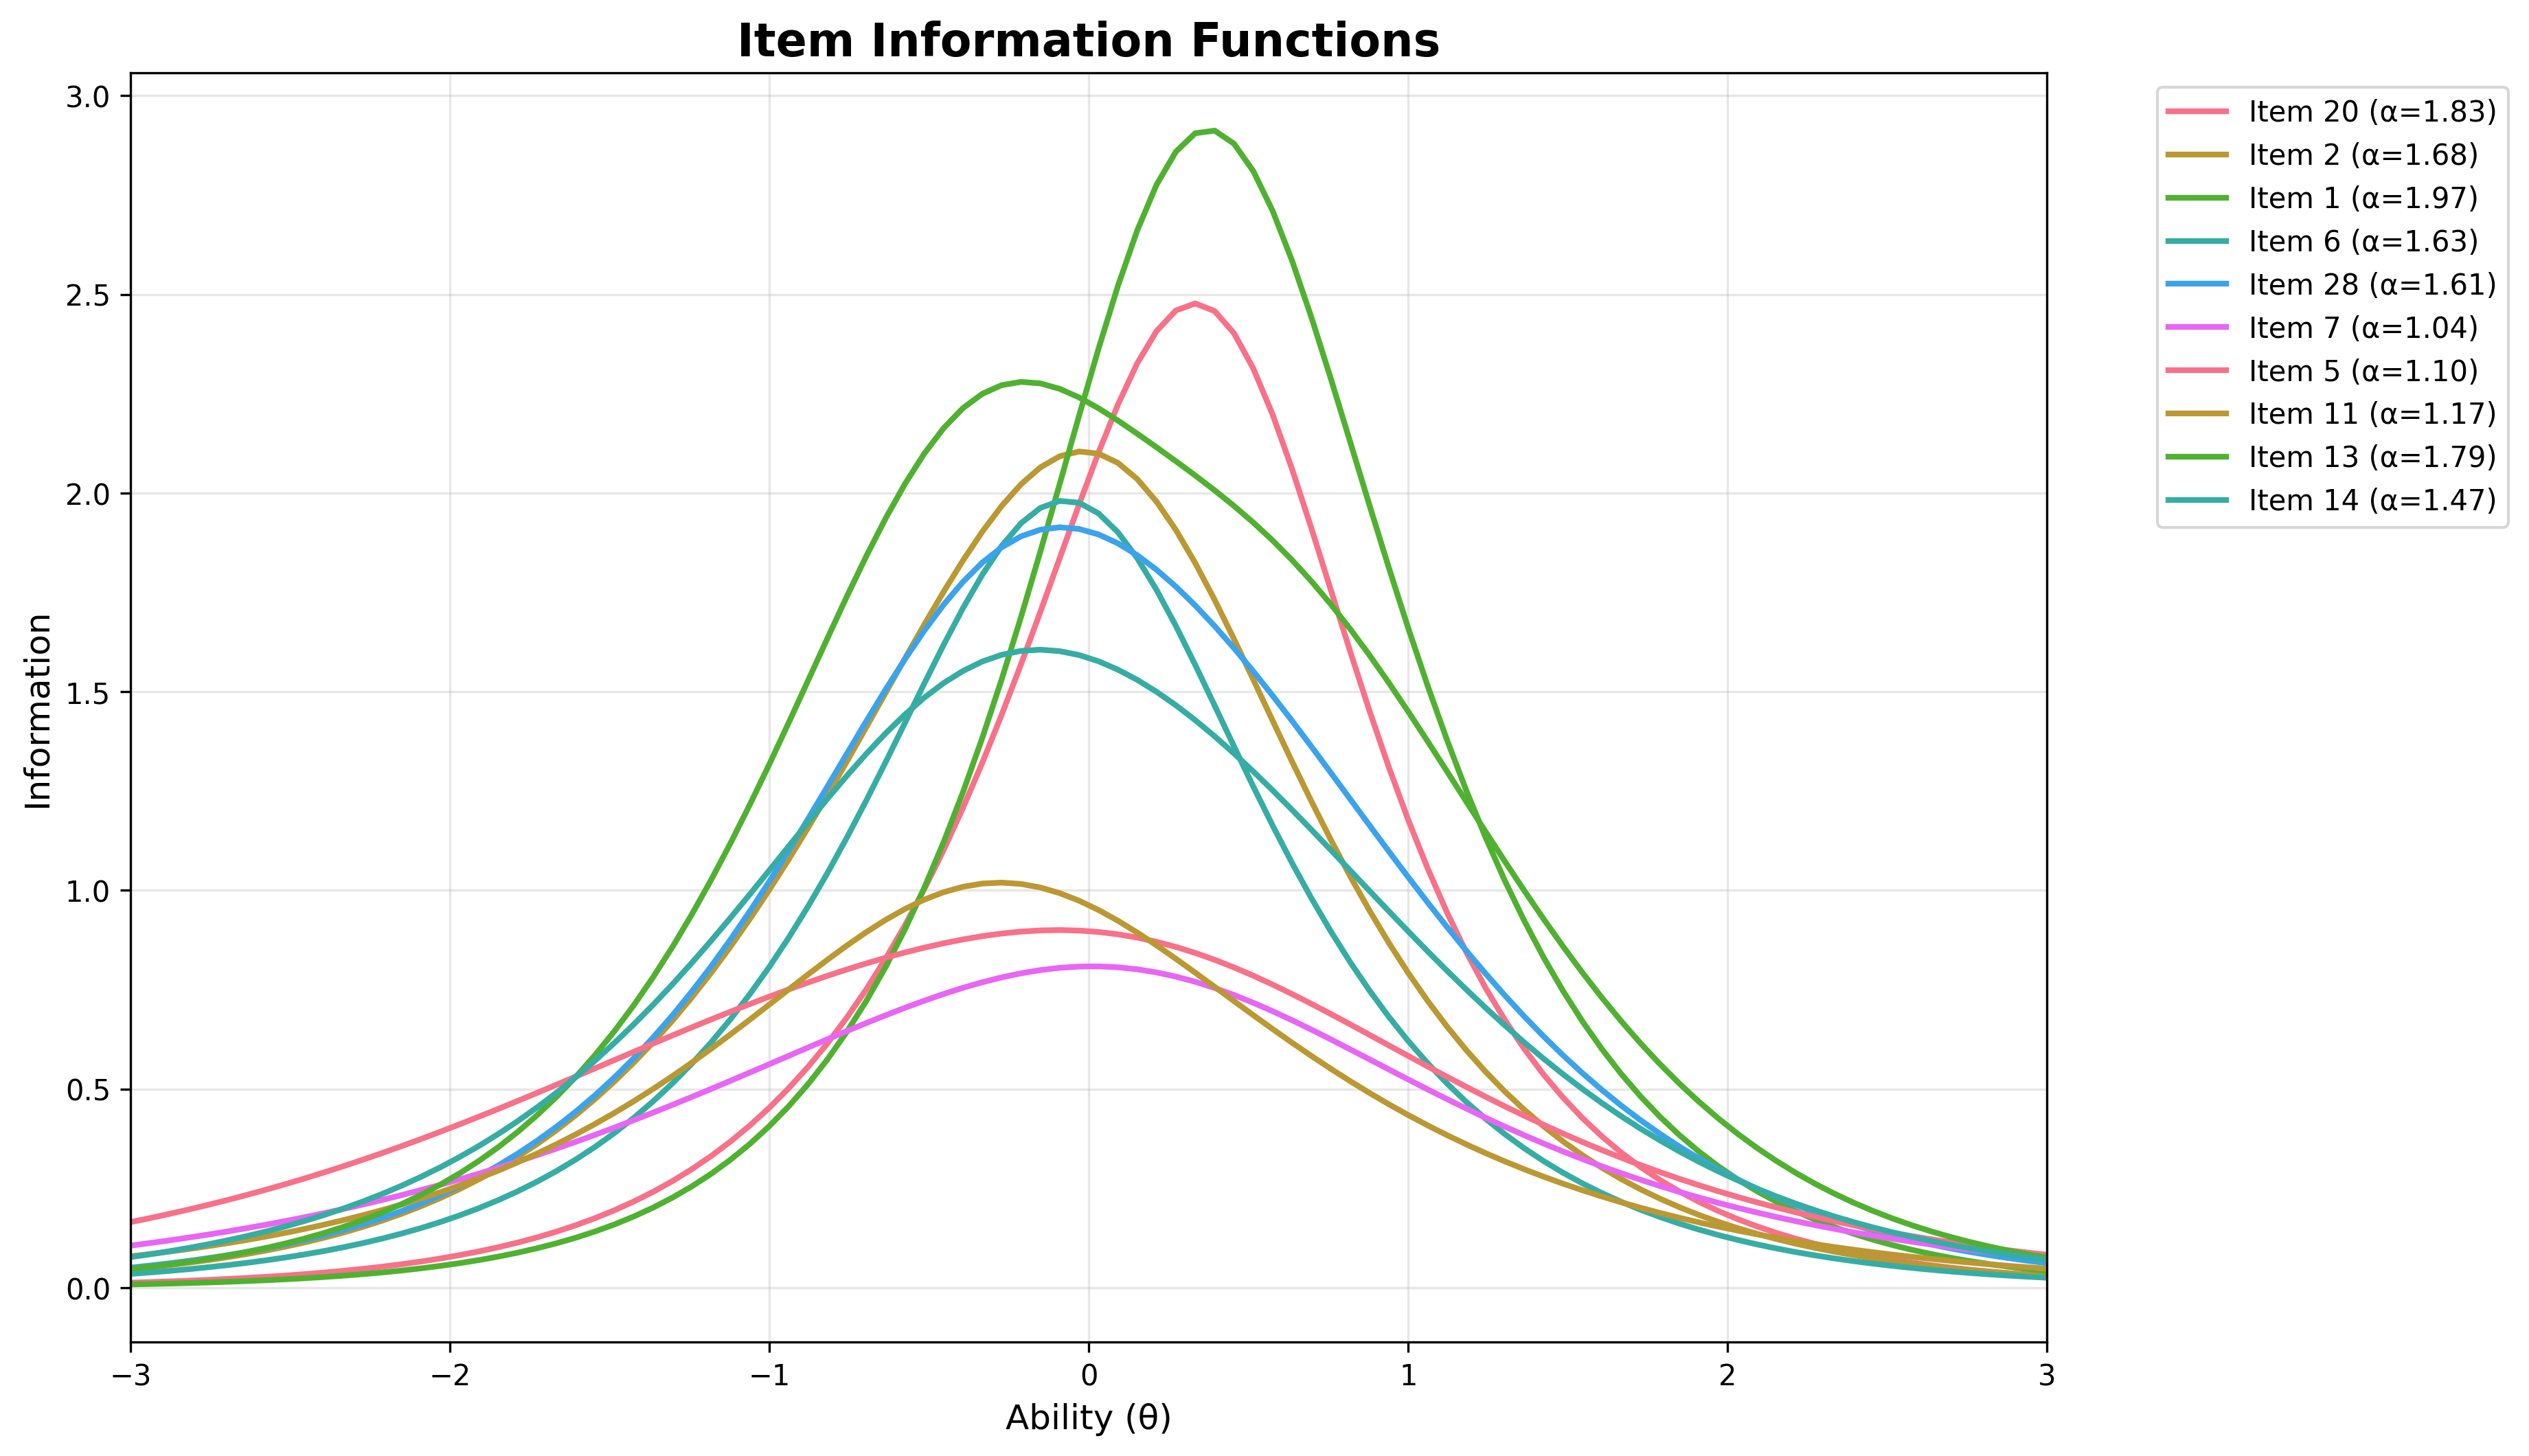 Item Information Functions
3.0
2.5
2.0
1.5
1.0
0.5
0.0
Information
−3
−2
−1
0
1
2
3
Ability (θ)
Item 20 (α=1.83)
Item 2 (α=1.68)
Item 1 (α=1.97)
Item 6 (α=1.63)
Item 28 (α=1.61)
Item 7 (α=1.04)
Item 5 (α=1.10)
Item 11 (α=1.17)
Item 13 (α=1.79)
Item 14 (α=1.47)